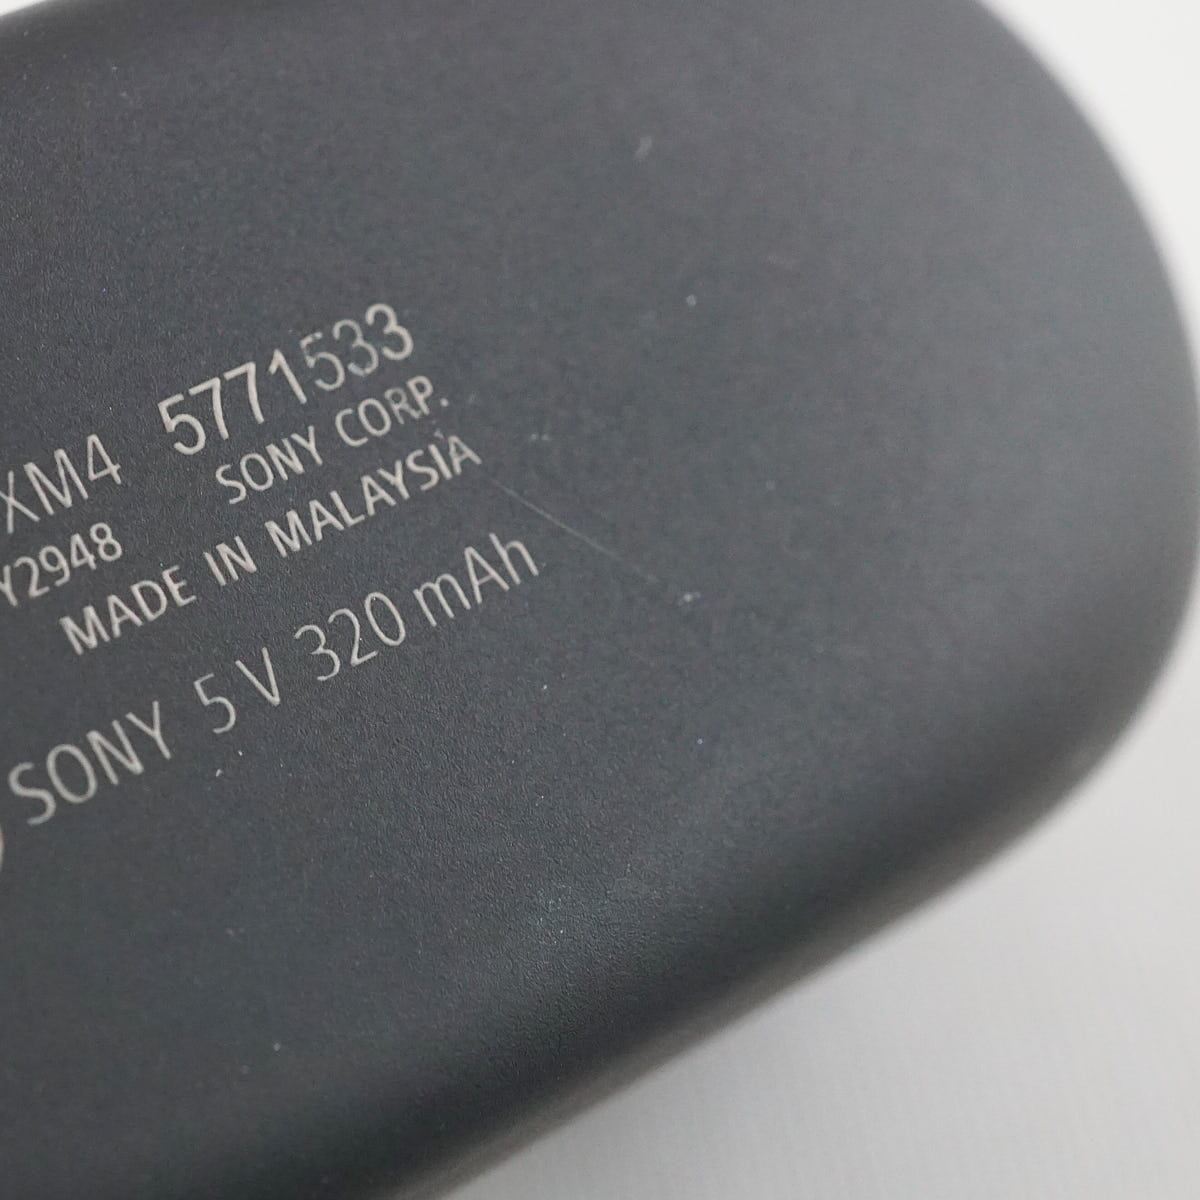 XM4 5771533
SONY CORP.
Y2948
MADE IN MALAYSIA
SONY 5 V 320 mAh